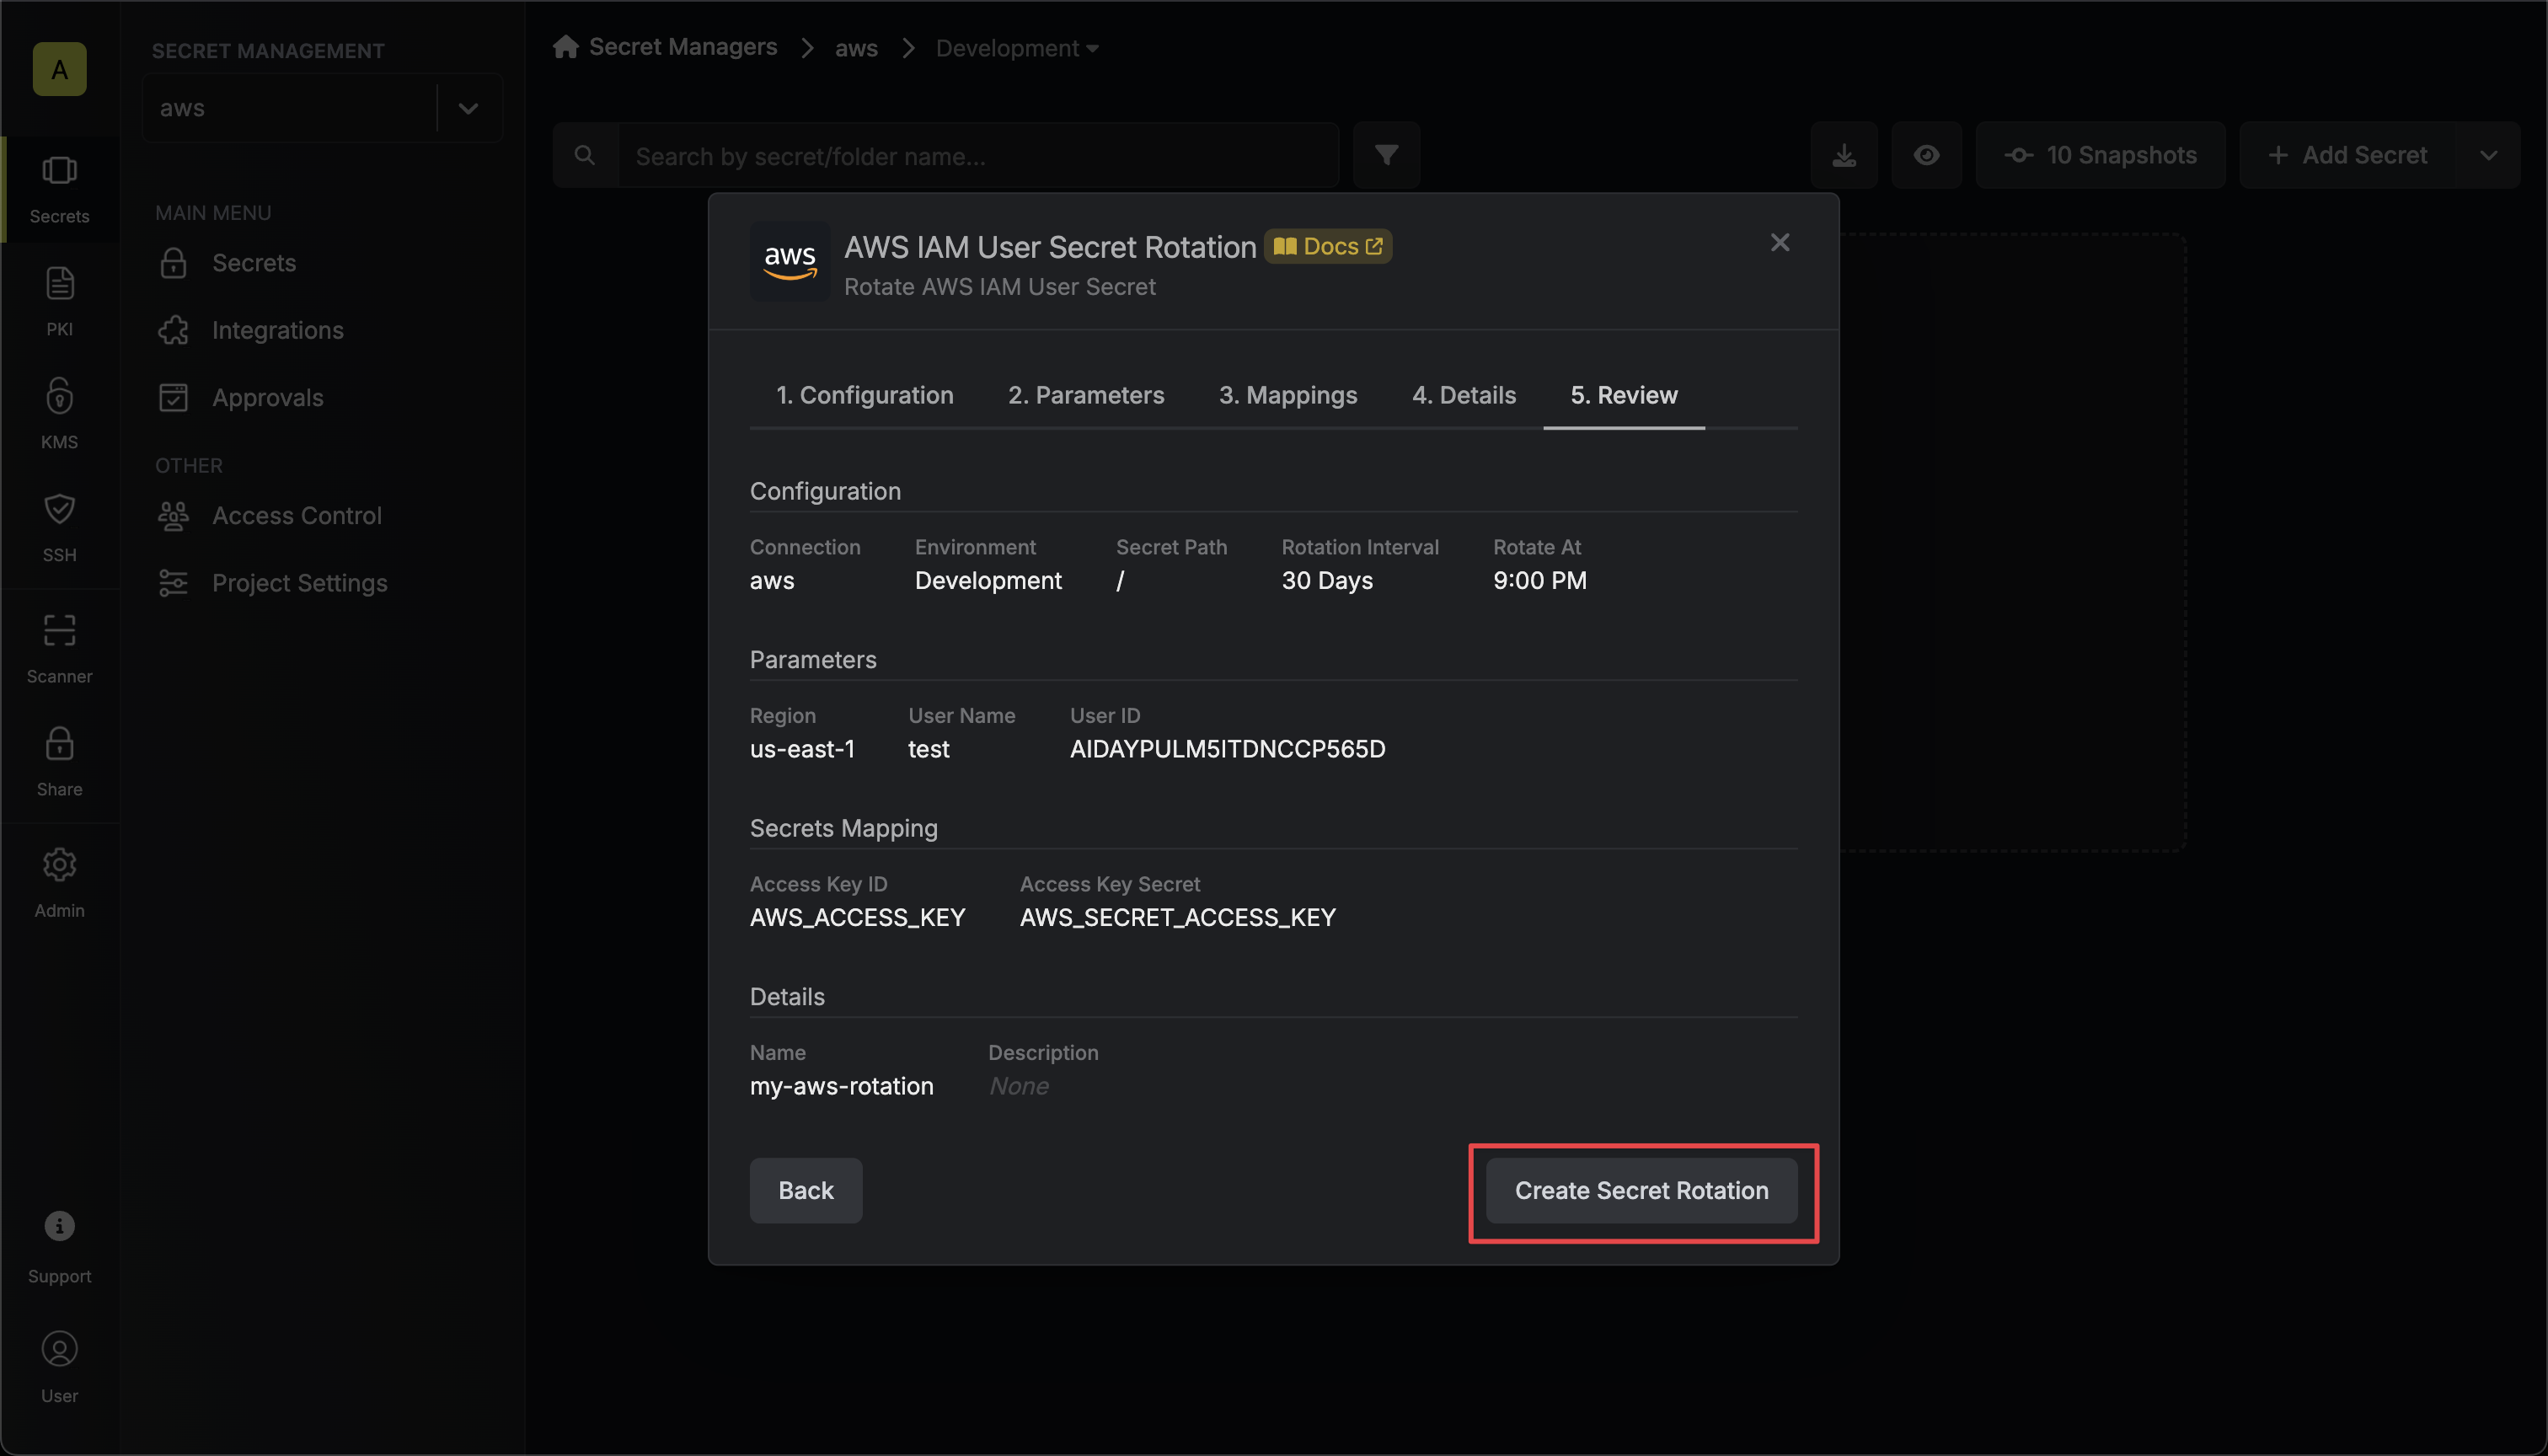 A
Secrets
PKI
KMS
SSH
Scanner
Share
Admin
Support
User
SECRET MANAGEMENT
aws
MAIN MENU
Secrets
Integrations
Approvals
OTHER
Access Control
Project Settings
Secret Managers aws Development
Search by secret/folder name...
10 Snapshots
Add Secret
aws
AWS IAM User Secret Rotation Docs
Rotate AWS IAM User Secret
1. Configuration 2. Parameters 3. Mappings 4. Details 5. Review
Configuration
Connection Environment Secret Path Rotation Interval Rotate At
aws Development / 30 Days 9:00 PM
Parameters
Region User Name User ID
us-east-1 test AIDAYPULM5ITDNCCP565D
Secrets Mapping
Access Key ID Access Key Secret
AWS_ACCESS_KEY AWS_SECRET_ACCESS_KEY
Details
Name Description
my-aws-rotation None
Back Create Secret Rotation